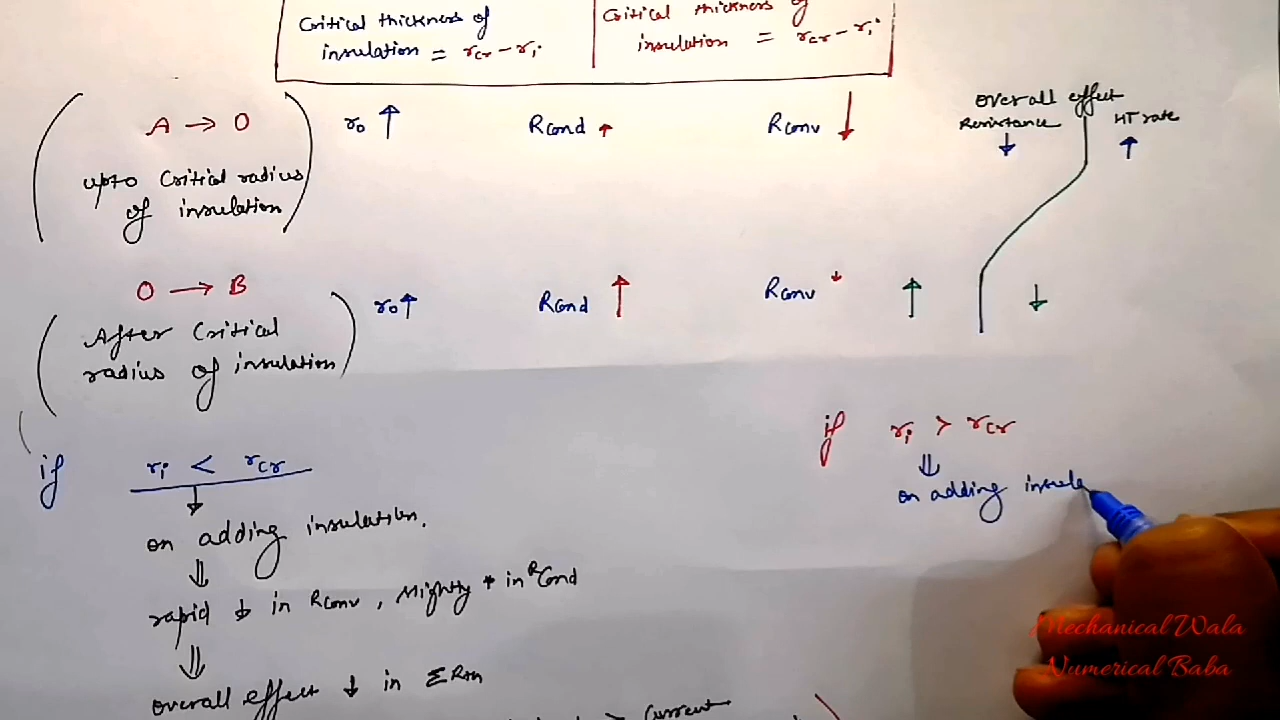 Critical thickness of
insulation = rcr - ri
Critical thickness of
insulation = rcr - ri
A → O
upto Critical radius
of insulation
ro ↑
Rcond ↑
Rconv ↓
overall effect
Resistance
↓
HT rate
↑
O → B
After Critical
radius of insulation
ro ↑
Rcond ↑
Rconv ↓
↑
↓
if ri < rcr
↓
on adding insulation.
⇓
rapid ↓ in Rconv, slightly ↑ in Rcond
⇓
overall effect ↓ in ΣRth
> current
if ri > rcr
⇓
on adding insula
Mechanical Wala
Numerical Baba